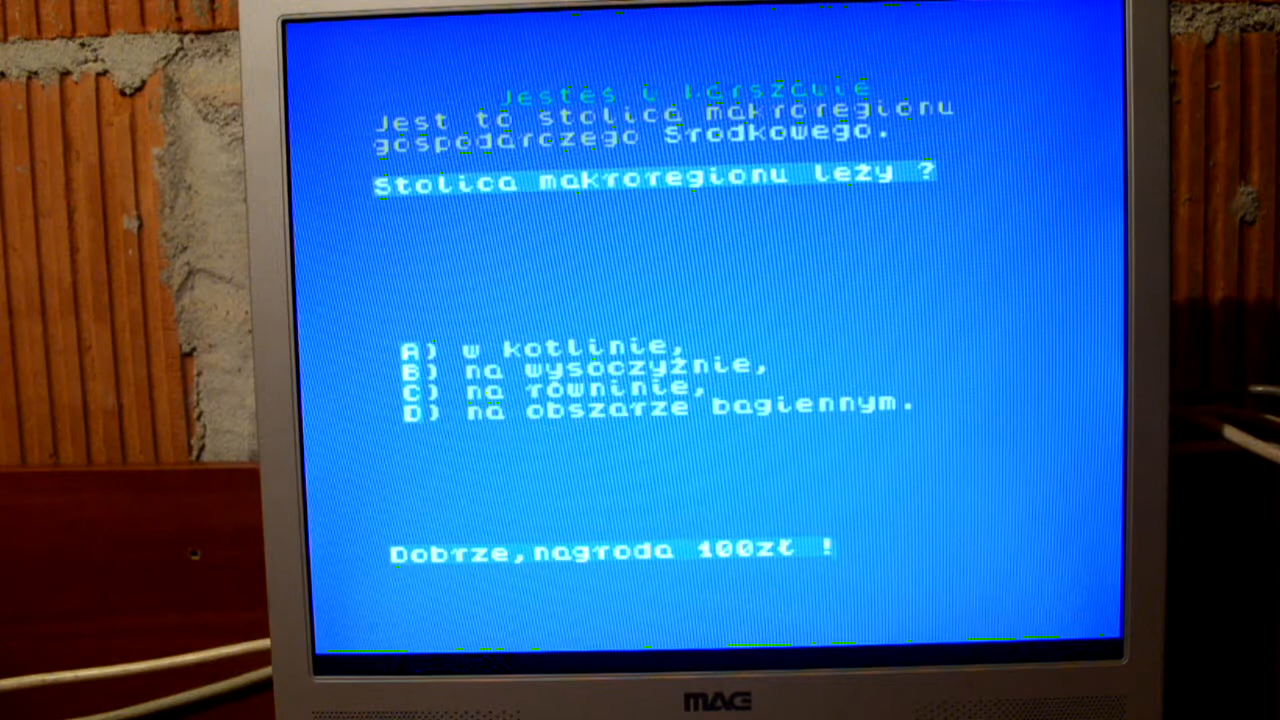 Jesteś w Warszawie
Jest to stolica makroregionu
gospodarczego Środkowego.
Stolica makroregionu leży ?
A) w kotlinie,
B) na wysoczyźnie,
C) na równinie,
D) na obszarze bagiennym.
Dobrze,nagroda 100zł !
MAG